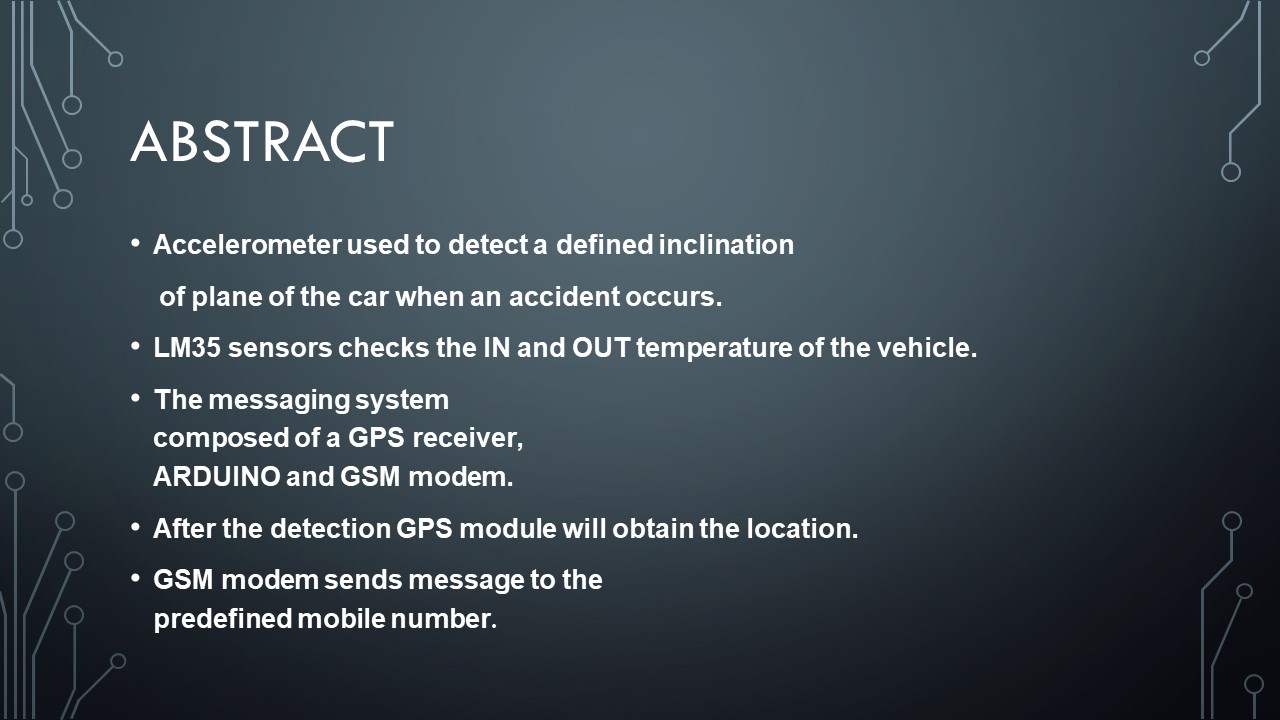 ABSTRACT
• Accelerometer used to detect a defined inclination
of plane of the car when an accident occurs.
• LM35 sensors checks the IN and OUT temperature of the vehicle.
• The messaging system
composed of a GPS receiver,
ARDUINO and GSM modem.
• After the detection GPS module will obtain the location.
• GSM modem sends message to the
predefined mobile number.